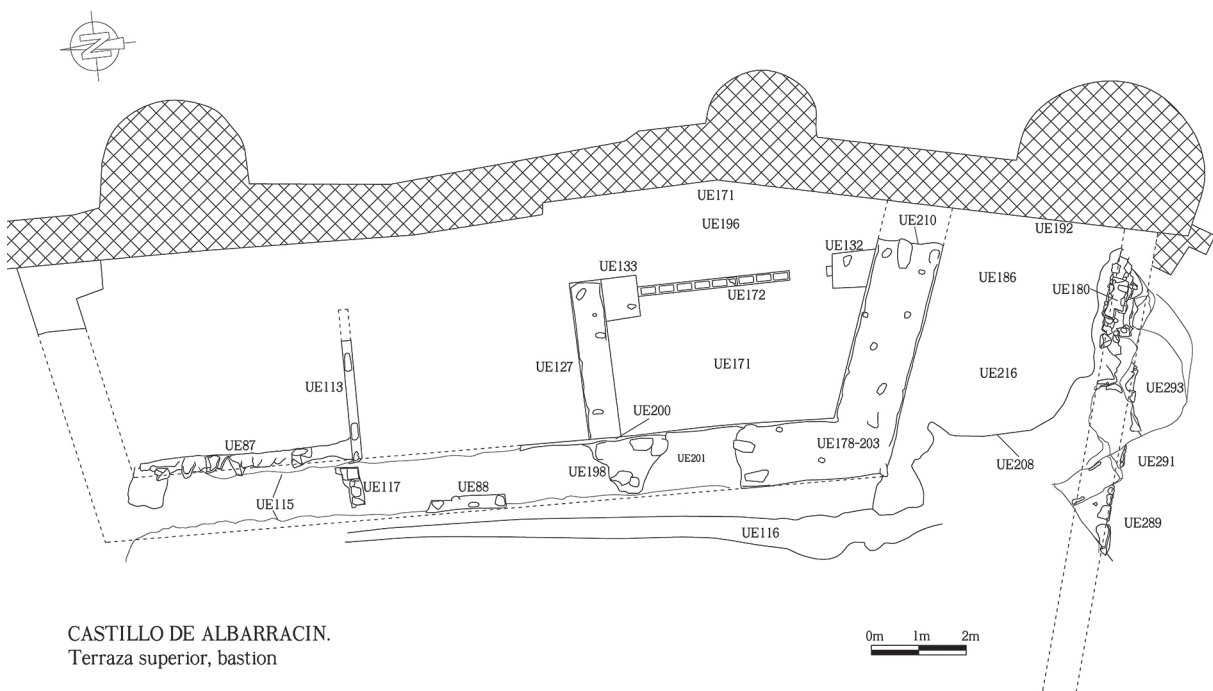 N
UE171
UE196
UE210
UE192
UE132
UE133
UE172
UE186
UE180
UE127
UE171
UE113
UE216
UE293
UE200
UE87
UE198
UE201
UE178-203
UE208
UE291
UE115
UE117
UE88
UE116
UE289
CASTILLO DE ALBARRACIN.
Terraza superior, bastion
0m 1m 2m